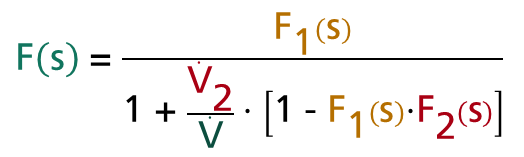 F(s) = F₁(s) / (1 + V̇₂/V̇ · [1 - F₁(s)·F₂(s)])